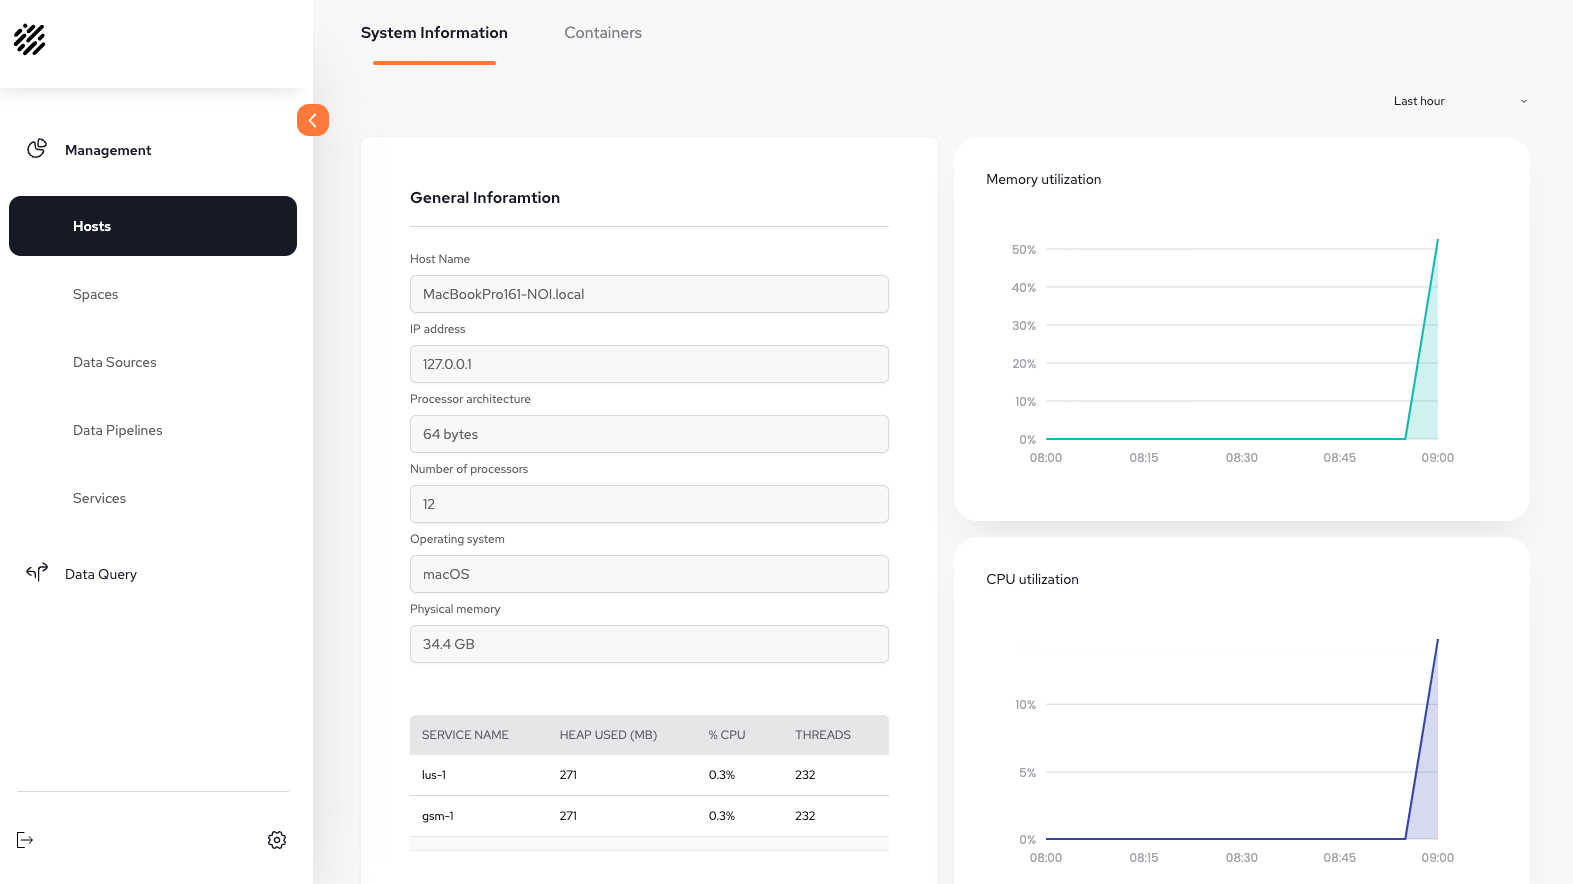 System Information
Containers
Last hour
Management
Hosts
Spaces
Data Sources
Data Pipelines
Services
Data Query
General Inforamtion
Host Name
MacBookPro161-NOI.local
IP address
127.0.0.1
Processor architecture
64 bytes
Number of processors
12
Operating system
macOS
Physical memory
34.4 GB
SERVICE NAME HEAP USED (MB) % CPU THREADS
lus-1 271 0.3% 232
gsm-1 271 0.3% 232
Memory utilization
50%
40%
30%
20%
10%
0%
08:00 08:15 08:30 08:45 09:00
CPU utilization
10%
5%
0%
08:00 08:15 08:30 08:45 09:00